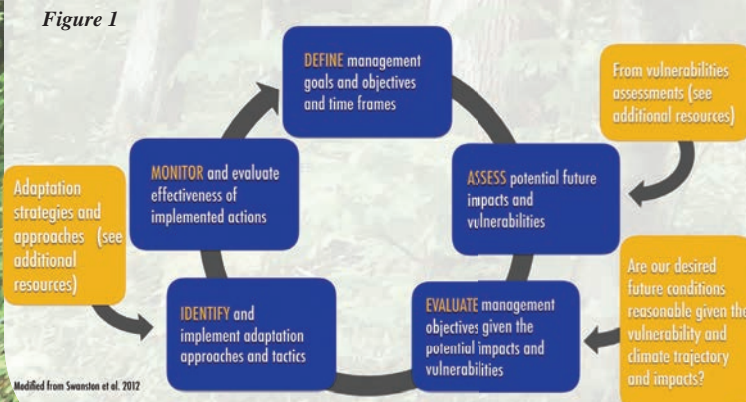 Figure 1
DEFINE management
goals and objectives
and time frames
From vulnerabilities
assessments (see
additional resources)
ASSESS potential future
impacts and
vulnerabilities
Are our desired
future conditions
reasonable given the
vulnerability and
climate trajectory
and impacts?
EVALUATE management
objectives given the
potential impacts and
vulnerabilities
IDENTIFY and
implement adaptation
approaches and tactics
Adaptation
strategies and
approaches (see
additional
resources)
MONITOR and evaluate
effectiveness of
implemented actions
Modified from Swanston et al. 2012